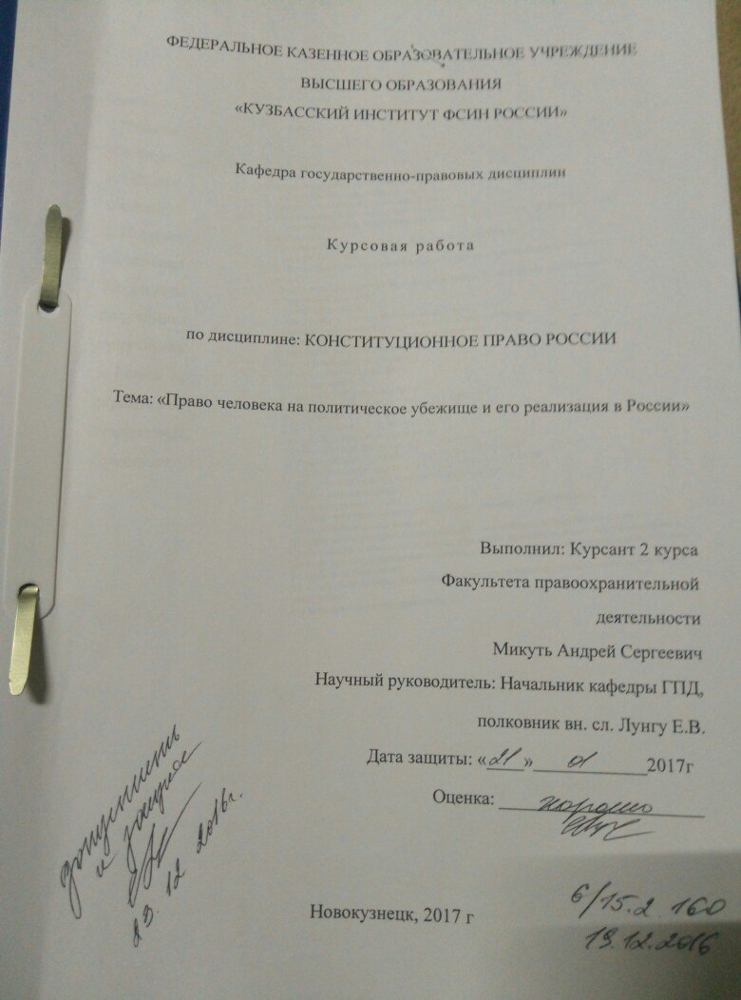 ФЕДЕРАЛЬНОЕ КАЗЕННОЕ ОБРАЗОВАТЕЛЬНОЕ УЧРЕЖДЕНИЕ
ВЫСШЕГО ОБРАЗОВАНИЯ
«КУЗБАССКИЙ ИНСТИТУТ ФСИН РОССИИ»
Кафедра государственно-правовых дисциплин
Курсовая работа
по дисциплине: КОНСТИТУЦИОННОЕ ПРАВО РОССИИ
Тема: «Право человека на политическое убежище и его реализация в России»
Выполнил: Курсант 2 курса
Факультета правоохранительной
деятельности
Микуть Андрей Сергеевич
Научный руководитель: Начальник кафедры ГПД,
полковник вн. сл. Лунгу Е.В.
Дата защиты: «21» 01 2017г
Оценка: хорошо
допустить
к защите
23. 12 2016г.
Новокузнецк, 2017 г
6/15.2 160
19.12.2016